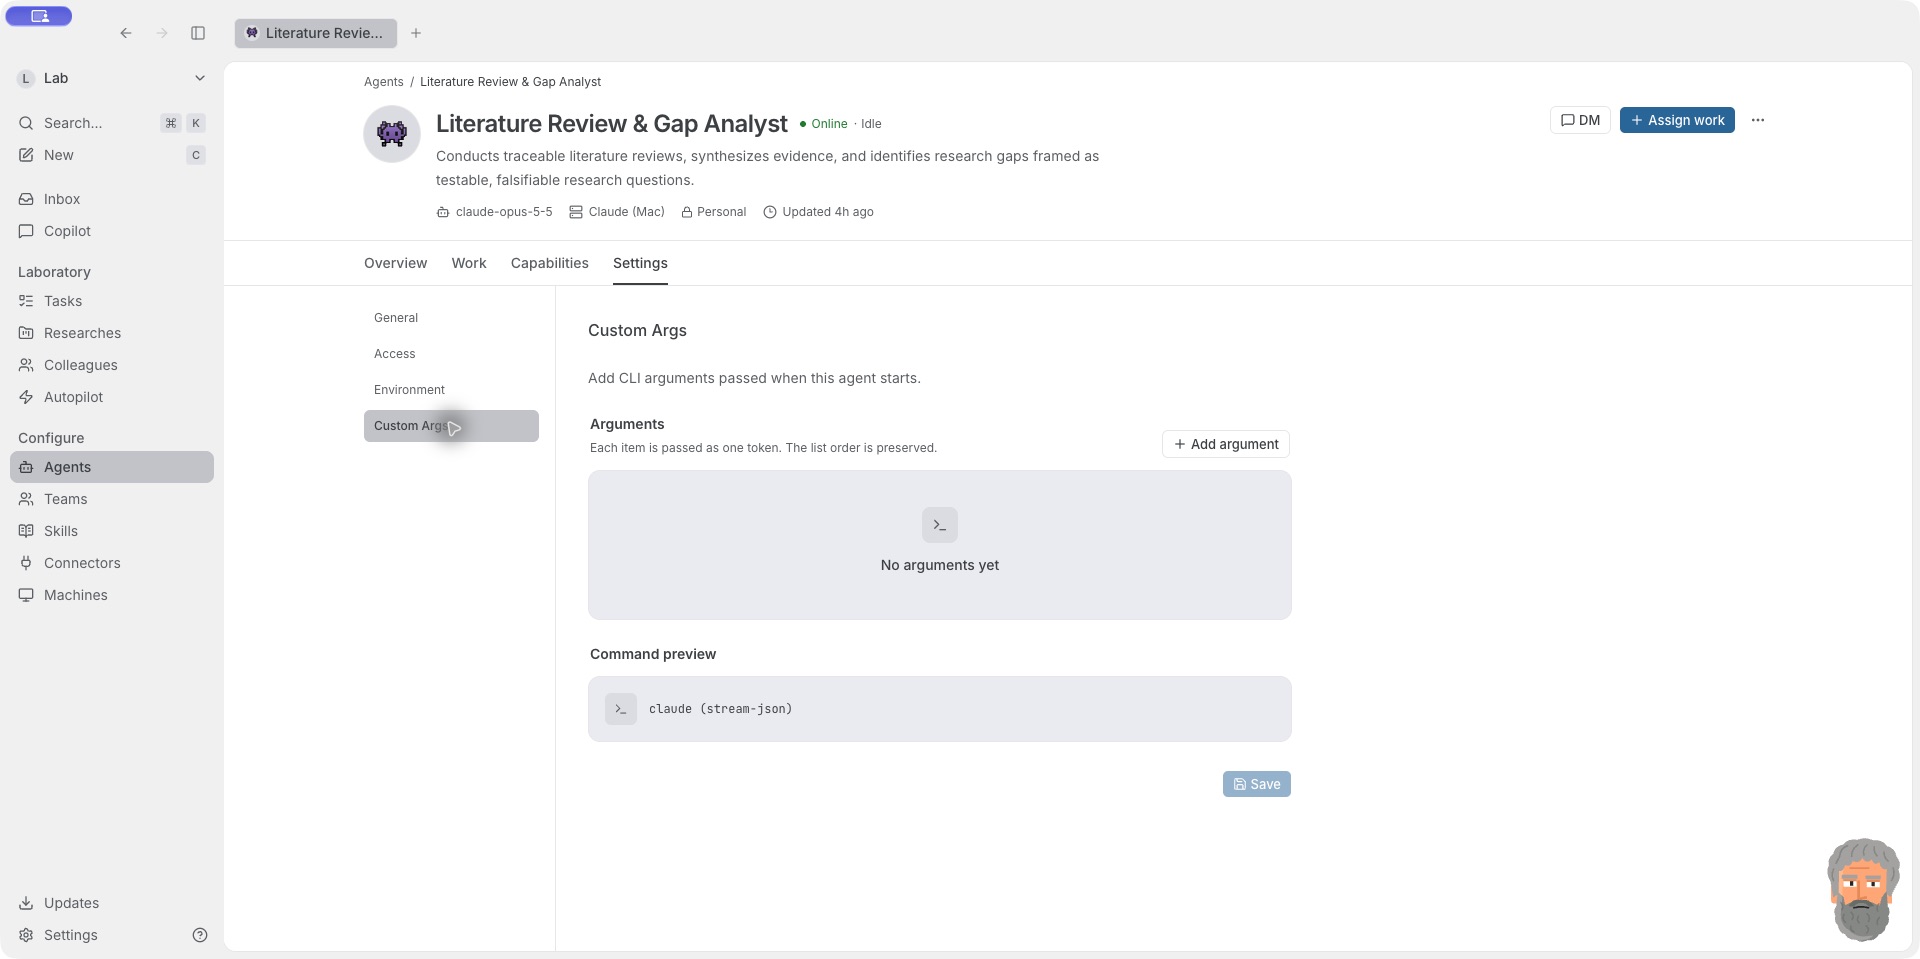 Literature Revie...
L Lab
Search... ⌘ K
New C
Inbox
Copilot
Laboratory
Tasks
Researches
Colleagues
Autopilot
Configure
Agents
Teams
Skills
Connectors
Machines
Updates
Settings
Agents / Literature Review & Gap Analyst
Literature Review & Gap Analyst
Online · Idle
DM
Assign work
Conducts traceable literature reviews, synthesizes evidence, and identifies research gaps framed as
testable, falsifiable research questions.
claude-opus-5-5 Claude (Mac) Personal Updated 4h ago
Overview Work Capabilities Settings
General
Access
Environment
Custom Args
Custom Args
Add CLI arguments passed when this agent starts.
Arguments
Each item is passed as one token. The list order is preserved.
Add argument
No arguments yet
Command preview
claude (stream-json)
Save